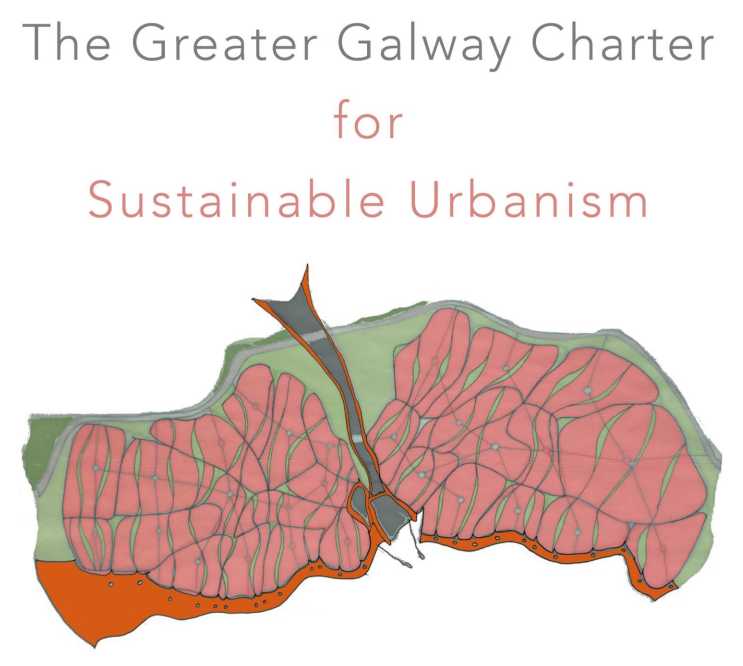 The Greater Galway Charter
for
Sustainable Urbanism